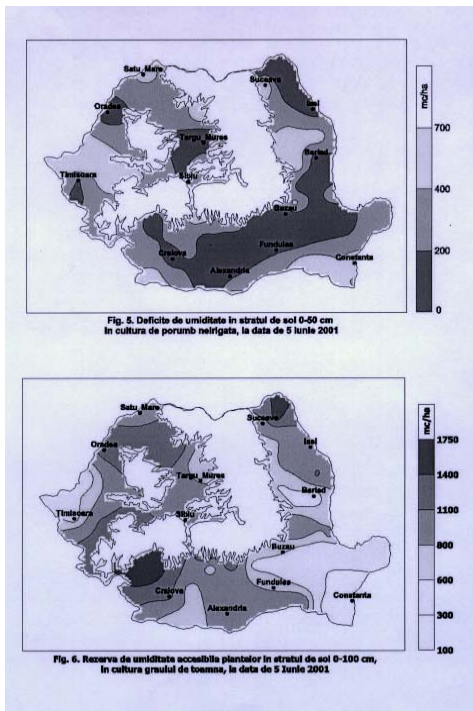 Satu_Mare
Suceava
Oradea
Iasi
Targu_Mures
Barlad
Timisoara
Sibiu
Buzau
Craiova
Fundulea
Alexandria
Constanta
mc/ha
700
400
200
0
Fig. 5. Deficite de umiditate in stratul de sol 0-50 cm
in cultura de porumb neirigata, la data de 5 Iunie 2001
Satu_Mare
Suceava
Oradea
Iasi
Targu_Mures
Barlad
Timisoara
Sibiu
Buzau
Craiova
Fundulea
Alexandria
Constanta
mc/ha
1750
1400
1100
800
600
300
100
Fig. 6. Rezerva de umiditate accesibila plantelor in stratul de sol 0-100 cm,
in cultura graului de toamna, la data de 5 Iunie 2001